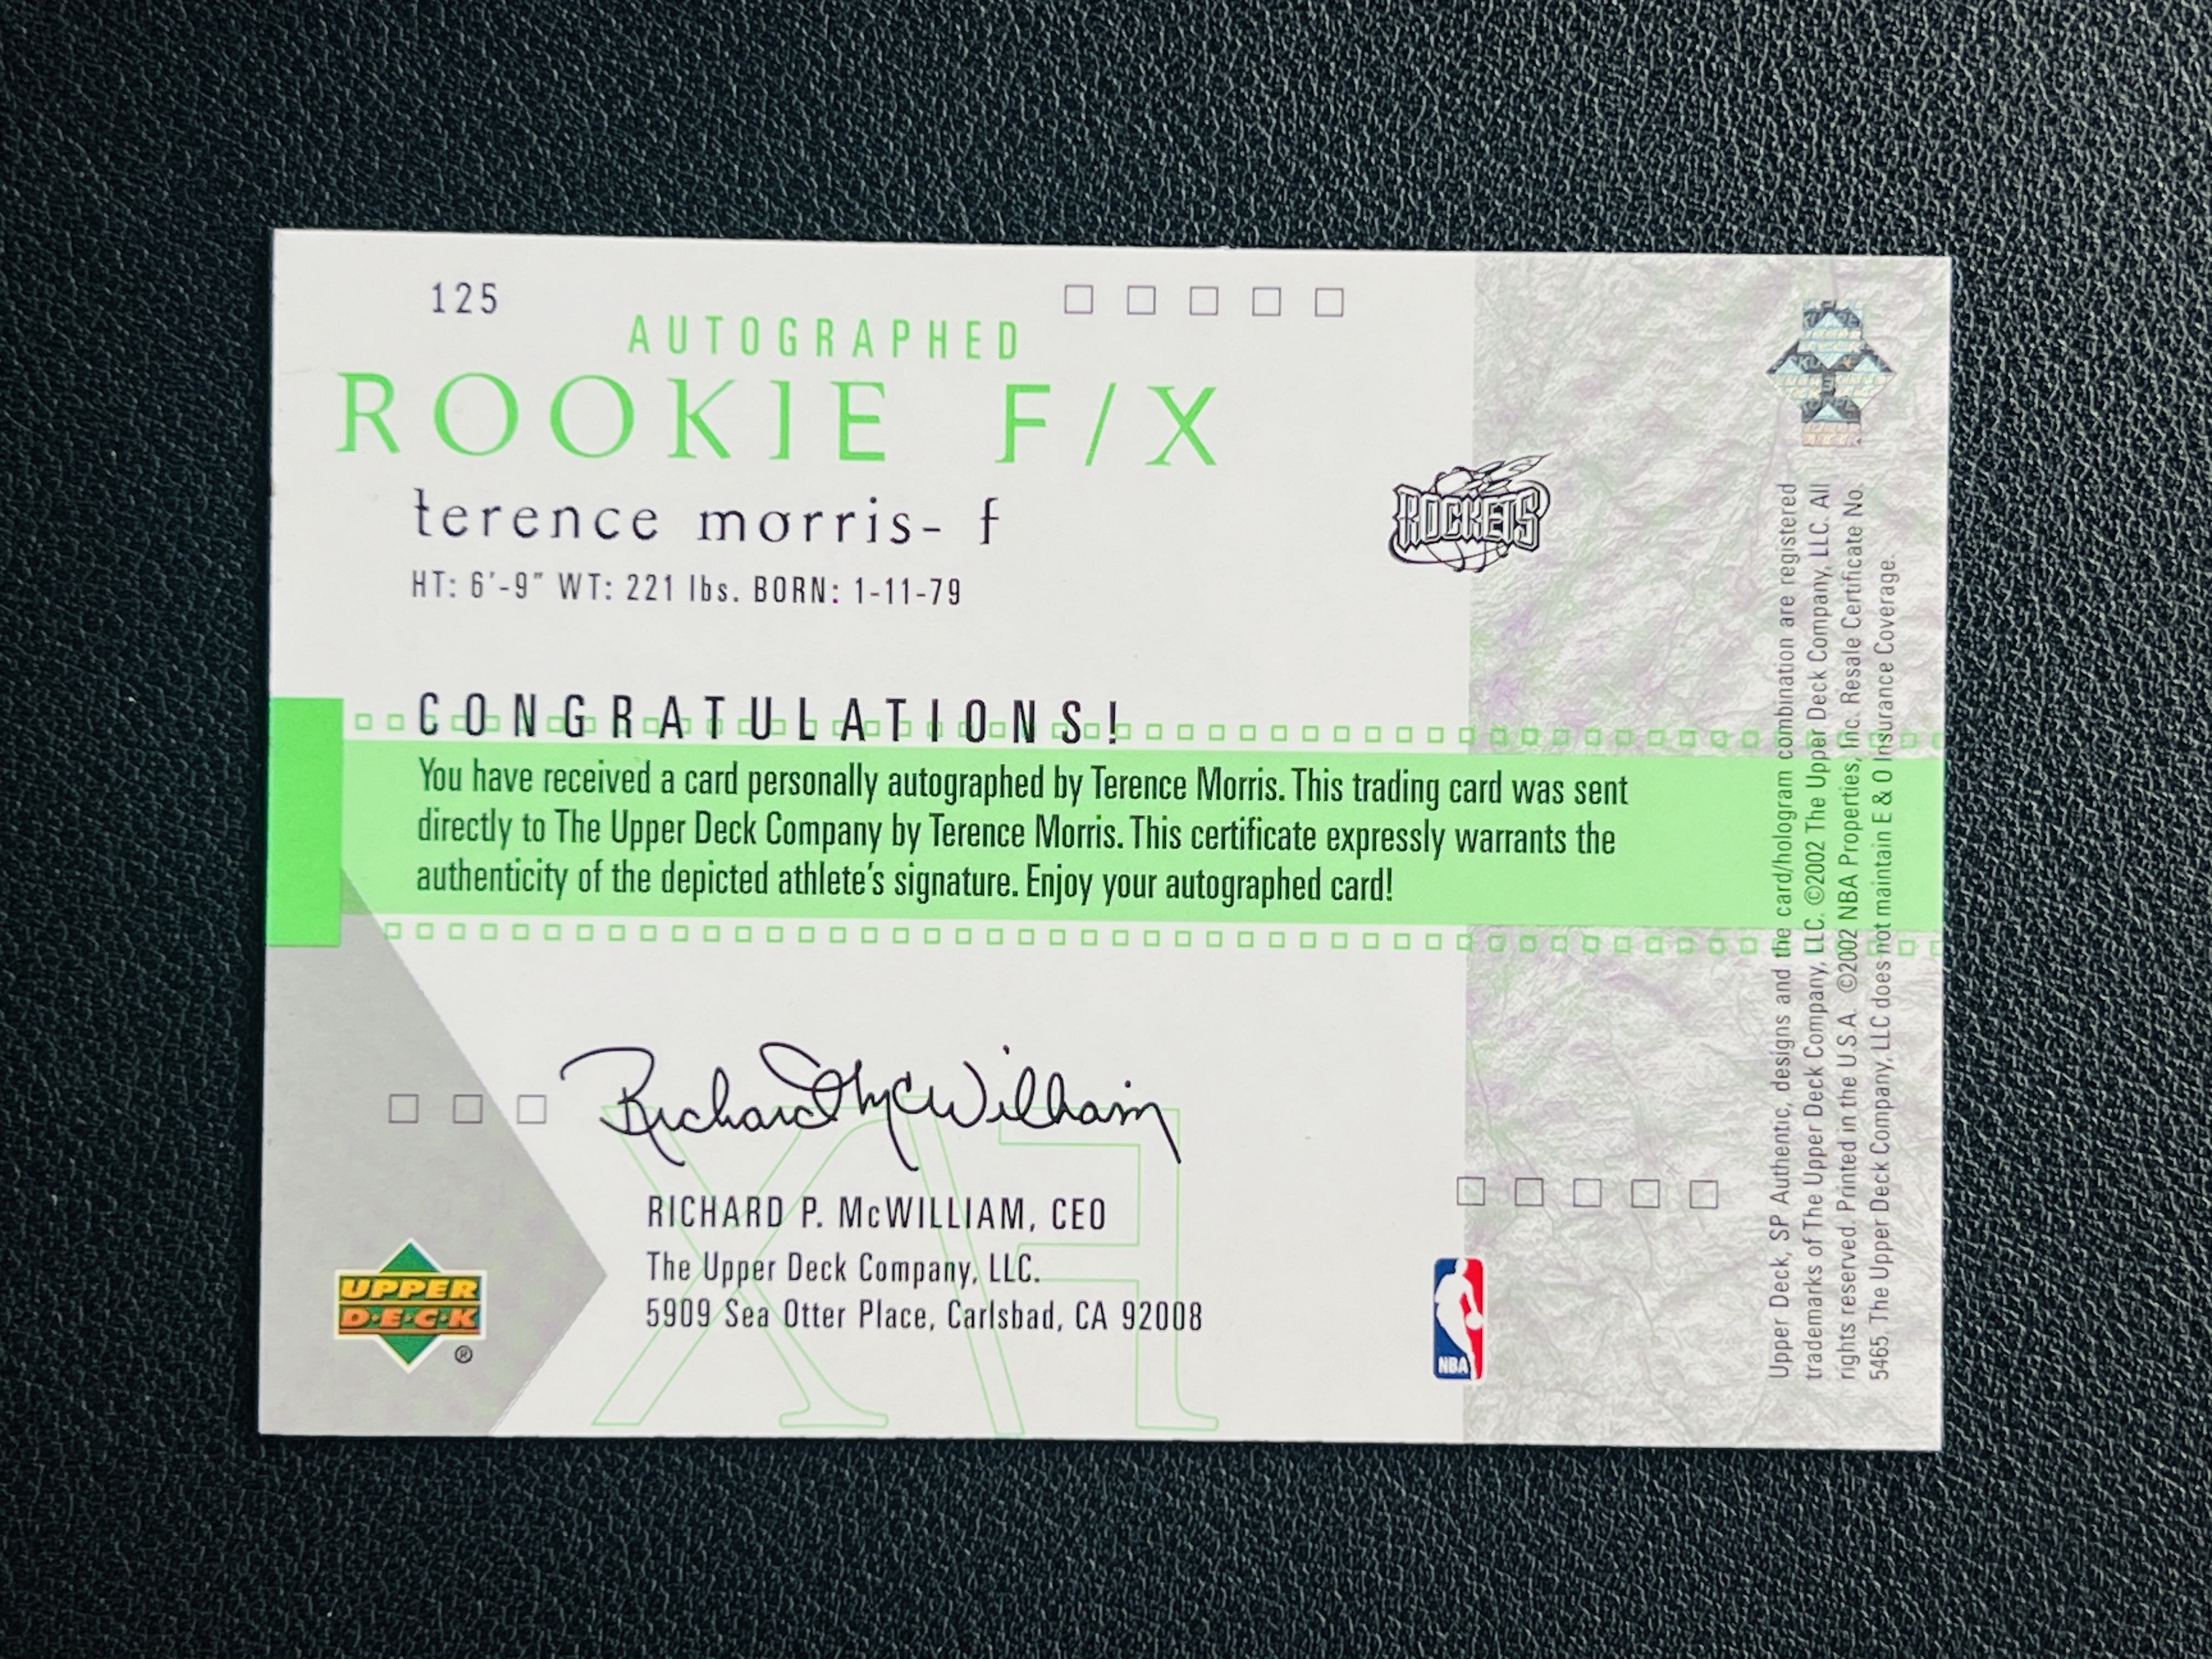 125
AUTOGRAPHED
ROOKIE F/X
terence morris- f
HT: 6'-9" WT: 221 lbs. BORN: 1-11-79
ROCKETS
CONGRATULATIONS!
You have received a card personally autographed by Terence Morris. This trading card was sent
directly to The Upper Deck Company by Terence Morris. This certificate expressly warrants the
authenticity of the depicted athlete's signature. Enjoy your autographed card!
Richard P McWilliam
RICHARD P. McWILLIAM, CEO
The Upper Deck Company, LLC.
5909 Sea Otter Place, Carlsbad, CA 92008
F/X
UPPER
D·E·C·K
®
NBA
Upper Deck, SP Authentic, designs and the card/hologram combination are registered
trademarks of The Upper Deck Company, LLC. ©2002 The Upper Deck Company, LLC. All
rights reserved. Printed in the U.S.A. ©2002 NBA Properties, Inc. Resale Certificate No.
5465. The Upper Deck Company, LLC does not maintain E & O Insurance Coverage.